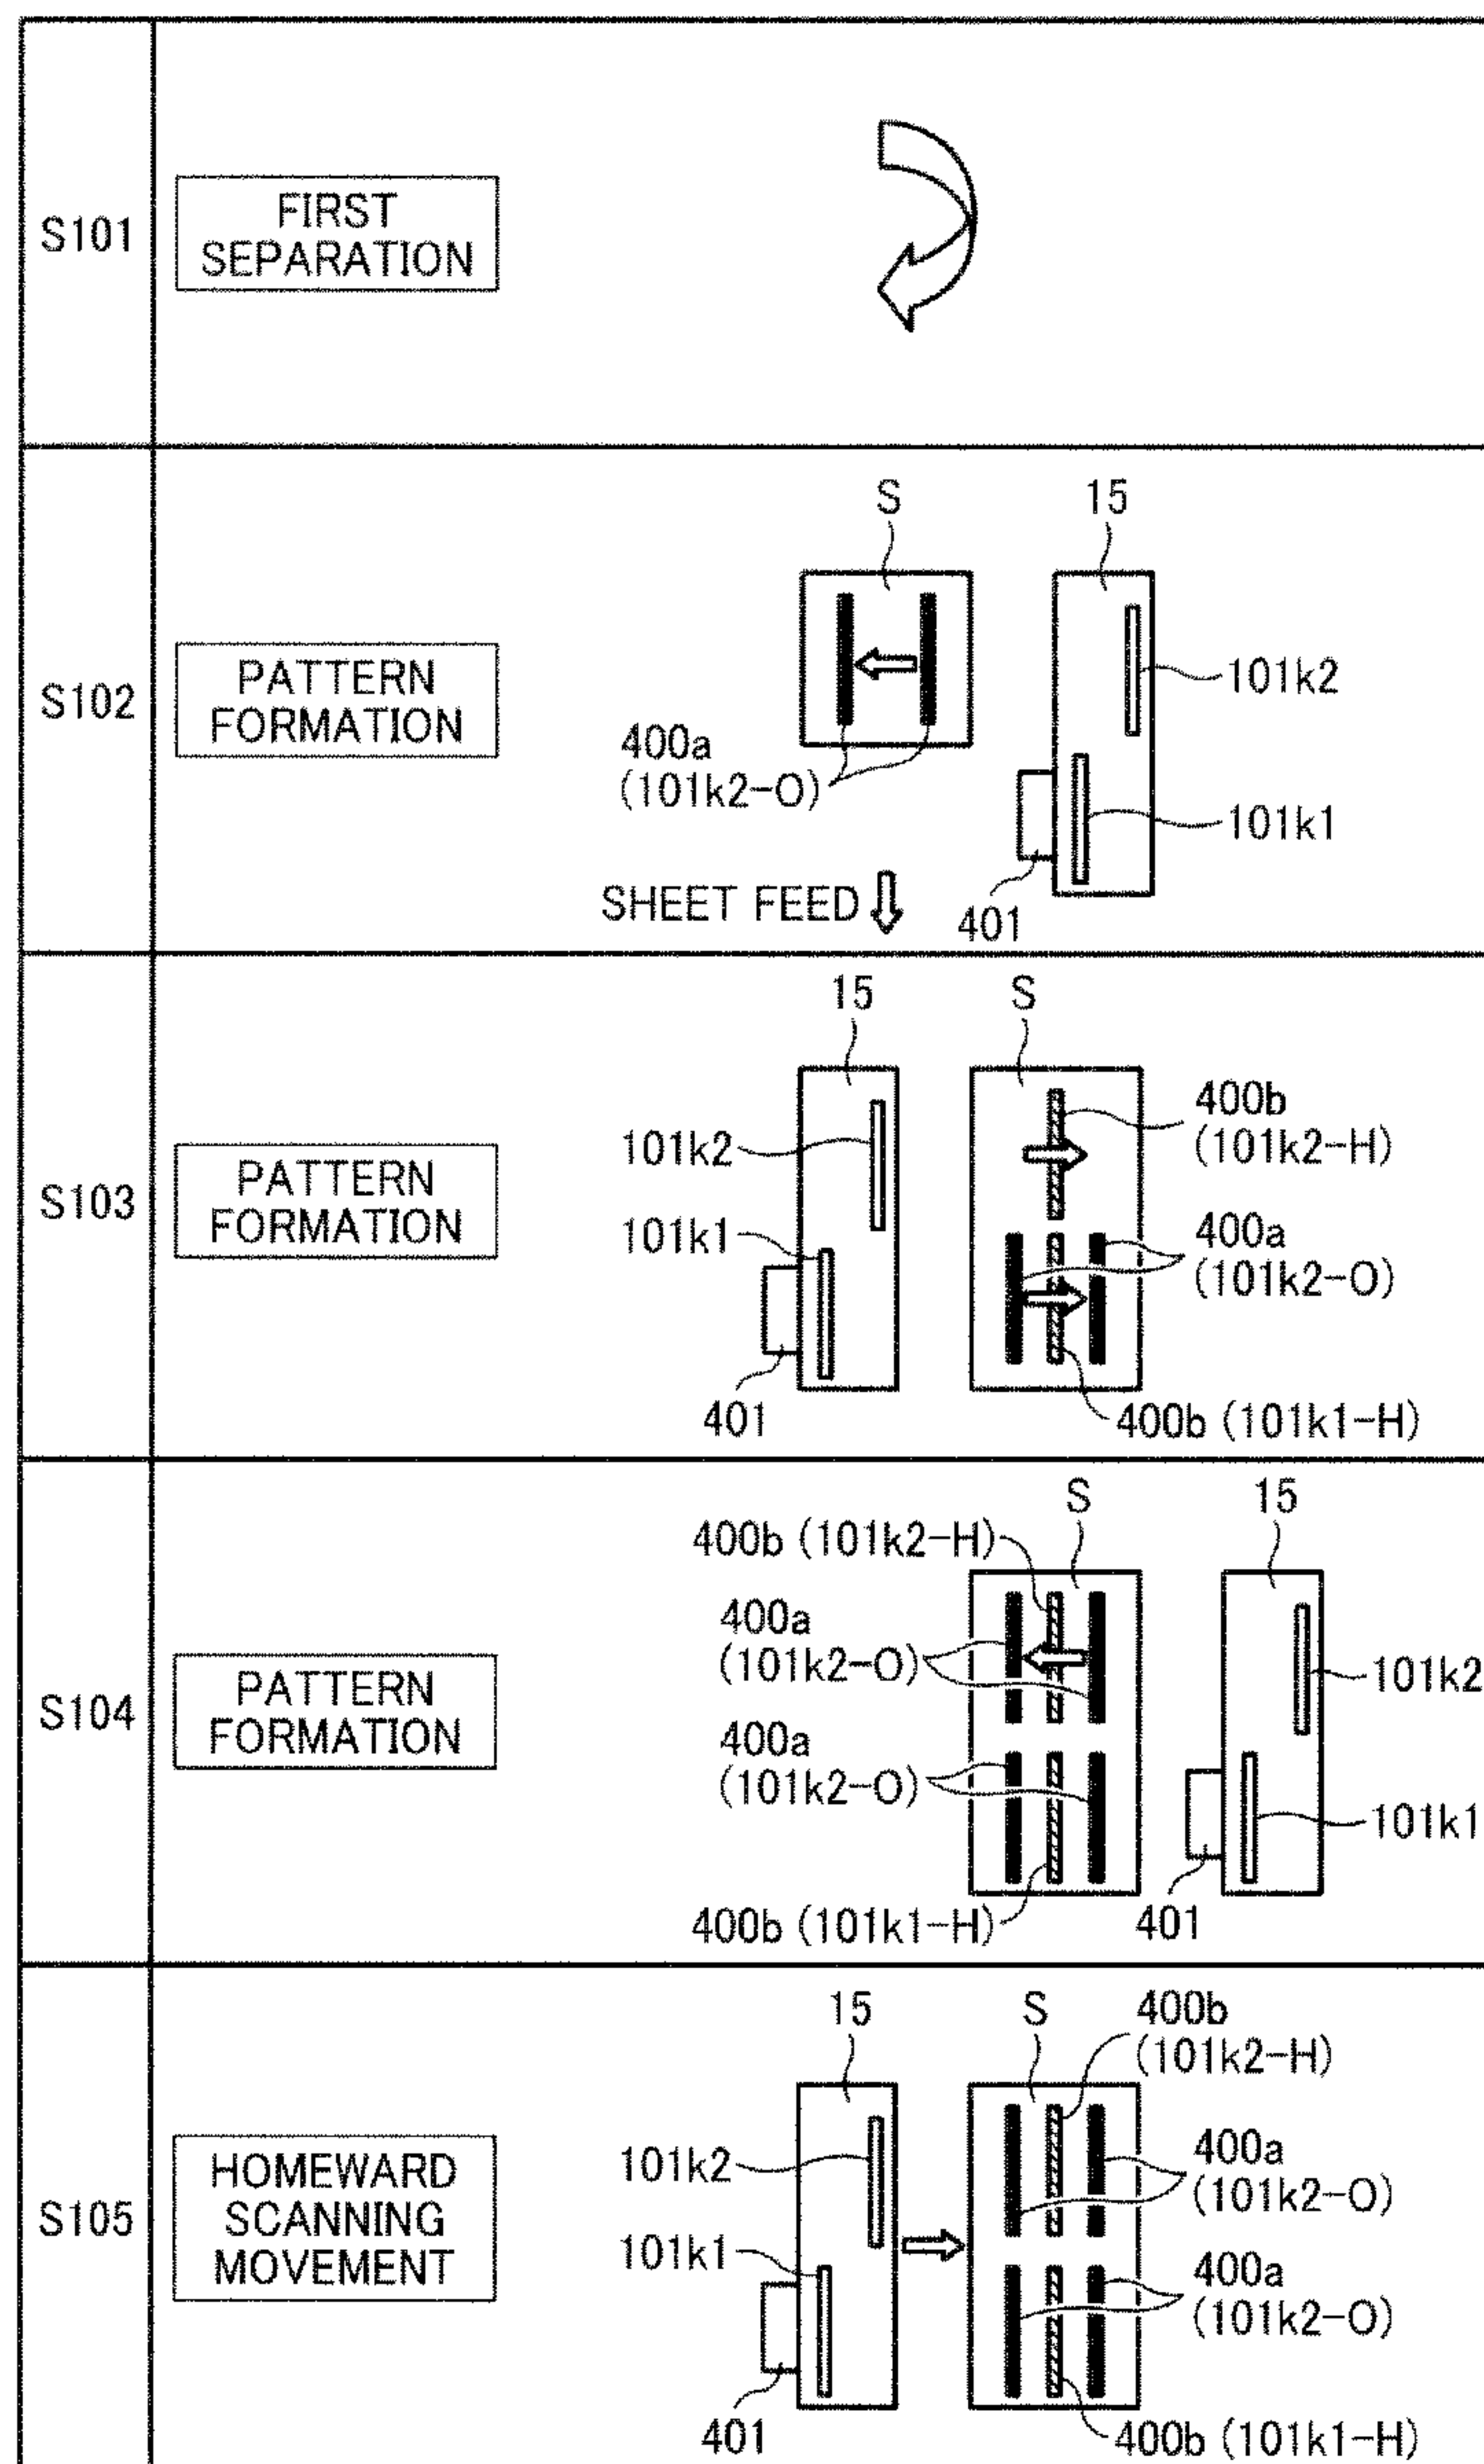 S101
FIRST
SEPARATION
S102
PATTERN
FORMATION
S
15
101k2
400a
(101k2-O)
101k1
SHEET FEED
401
S103
PATTERN
FORMATION
15
S
400b
(101k2-H)
101k2
101k1
400a
(101k2-O)
401
400b (101k1-H)
S104
PATTERN
FORMATION
S
15
400b (101k2-H)
400a
(101k2-O)
101k2
400a
(101k2-O)
101k1
400b (101k1-H)
401
S105
HOMEWARD
SCANNING
MOVEMENT
15
S
400b
(101k2-H)
101k2
400a
(101k2-O)
101k1
400a
(101k2-O)
401
400b (101k1-H)